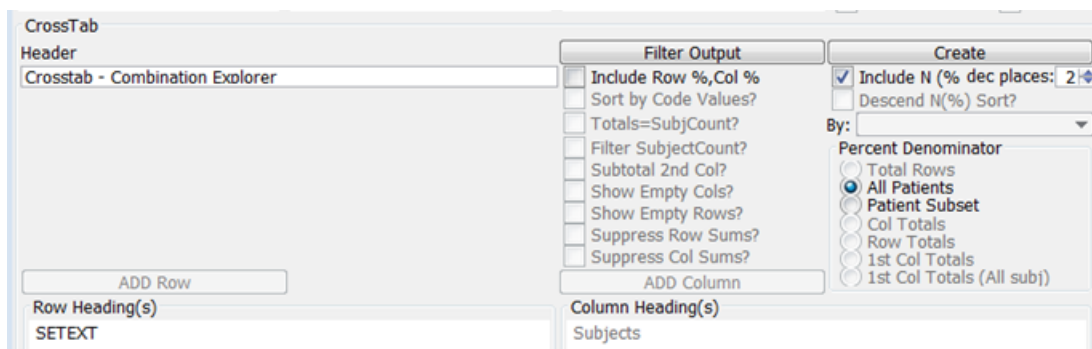 CrossTab
Header
Crosstab - Combination Explorer
Filter Output
Include Row %,Col %
Sort by Code Values?
Totals=SubjCount?
Filter SubjectCount?
Subtotal 2nd Col?
Show Empty Cols?
Show Empty Rows?
Suppress Row Sums?
Suppress Col Sums?
Create
Include N (% dec places: 2
Descend N(%) Sort?
By:
Percent Denominator
Total Rows
All Patients
Patient Subset
Col Totals
Row Totals
1st Col Totals
1st Col Totals (All subj)
ADD Row
ADD Column
Row Heading(s)
SETEXT
Column Heading(s)
Subjects